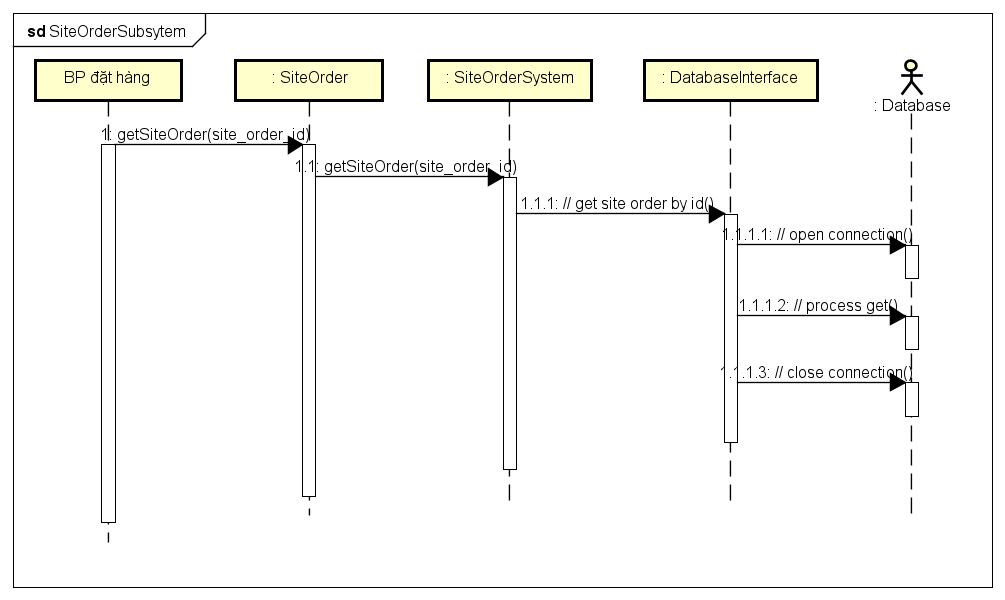 sd SiteOrderSubsytem
BP đặt hàng
: SiteOrder
: SiteOrderSystem
: DatabaseInterface
: Database
1: getSiteOrder(site_order_id)
1.1: getSiteOrder(site_order_id)
1.1.1: // get site order by id()
1.1.1.1: // open connection()
1.1.1.2: // process get()
1.1.1.3: // close connection()